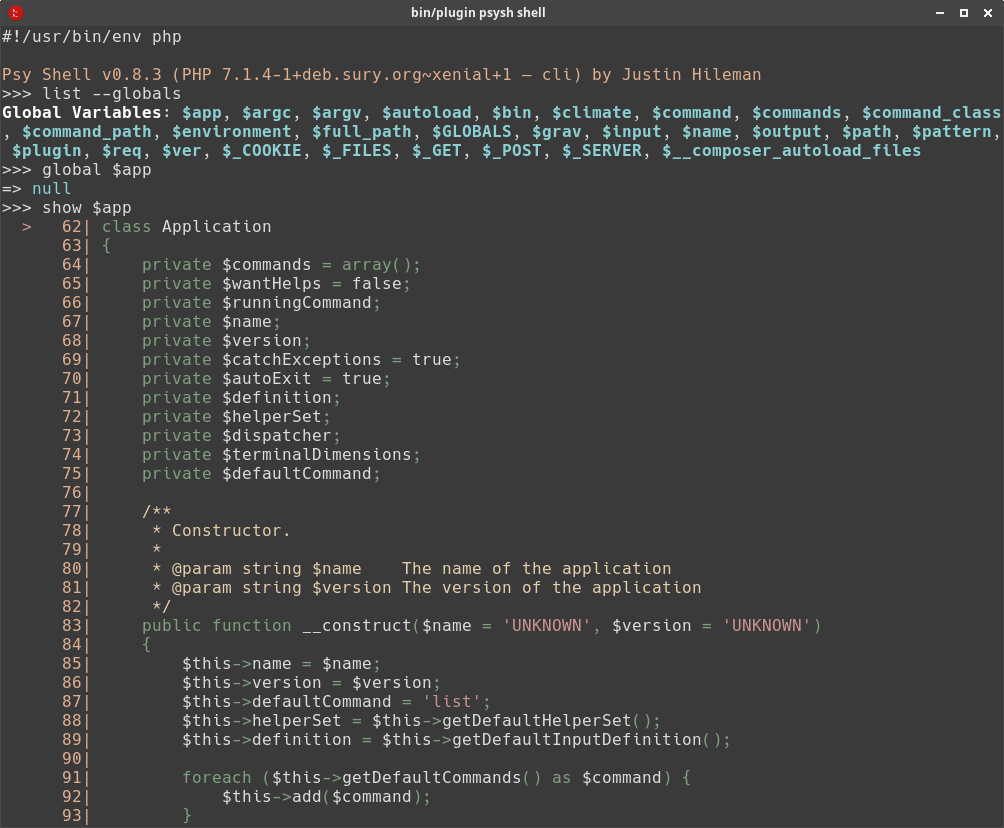 bin/plugin psysh shell
#!/usr/bin/env php

Psy Shell v0.8.3 (PHP 7.1.4-1+deb.sury.org~xenial+1 — cli) by Justin Hileman
>>> list --globals
Global Variables: $app, $argc, $argv, $autoload, $bin, $climate, $command, $commands, $command_class
, $command_path, $environment, $full_path, $GLOBALS, $grav, $input, $name, $output, $path, $pattern,
 $plugin, $req, $ver, $_COOKIE, $_FILES, $_GET, $_POST, $_SERVER, $__composer_autoload_files
>>> global $app
=> null
>>> show $app
  >   62| class Application
      63| {
      64|     private $commands = array();
      65|     private $wantHelps = false;
      66|     private $runningCommand;
      67|     private $name;
      68|     private $version;
      69|     private $catchExceptions = true;
      70|     private $autoExit = true;
      71|     private $definition;
      72|     private $helperSet;
      73|     private $dispatcher;
      74|     private $terminalDimensions;
      75|     private $defaultCommand;
      76|
      77|     /**
      78|      * Constructor.
      79|      *
      80|      * @param string $name    The name of the application
      81|      * @param string $version The version of the application
      82|      */
      83|     public function __construct($name = 'UNKNOWN', $version = 'UNKNOWN')
      84|     {
      85|         $this->name = $name;
      86|         $this->version = $version;
      87|         $this->defaultCommand = 'list';
      88|         $this->helperSet = $this->getDefaultHelperSet();
      89|         $this->definition = $this->getDefaultInputDefinition();
      90|
      91|         foreach ($this->getDefaultCommands() as $command) {
      92|             $this->add($command);
      93|         }